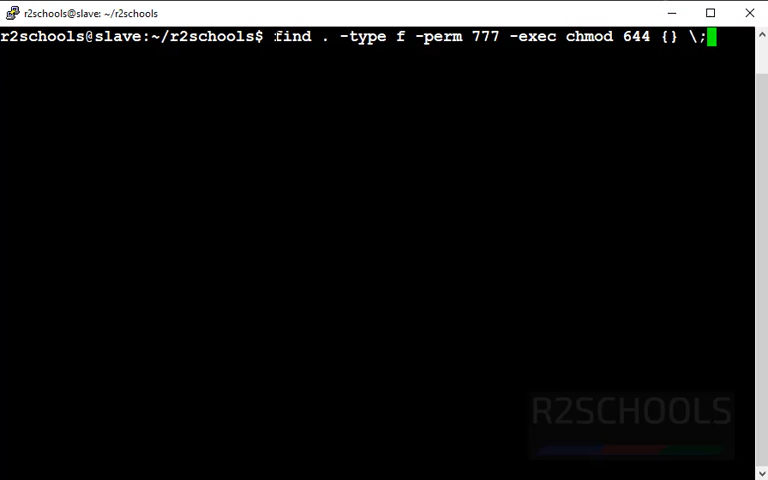 r2schools@slave: ~/r2schools
r2schools@slave:~/r2schools$ find . -type f -perm 777 -exec chmod 644 {} \;
R2SCHOOLS